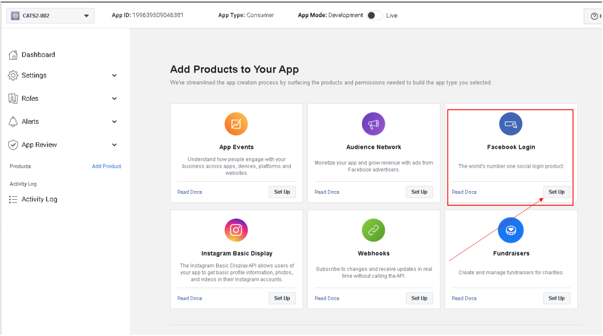 CATS2-002
App ID: 199639509046381
App Type: Consumer
App Mode: Development
Live
Dashboard
Settings
Roles
Alerts
App Review
Products
Add Product
Activity Log
Activity Log
Add Products to Your App
We've streamlined the app creation process by surfacing the products and permissions needed to build the app type you selected.
App Events
Understand how people engage with your
business across apps, devices, platforms and
websites.
Read Docs
Set Up
Audience Network
Monetize your app and grow revenue with ads from
Facebook advertisers.
Read Docs
Set Up
Facebook Login
The world's number one social login product.
Read Docs
Set Up
Instagram Basic Display
The Instagram Basic Display API allows users of
your app to get basic profile information, photos,
and videos in their Instagram accounts.
Read Docs
Set Up
Webhooks
Subscribe to changes and receive updates in real
time without calling the API.
Read Docs
Set Up
Fundraisers
Create and manage fundraisers for charities.
Read Docs
Set Up